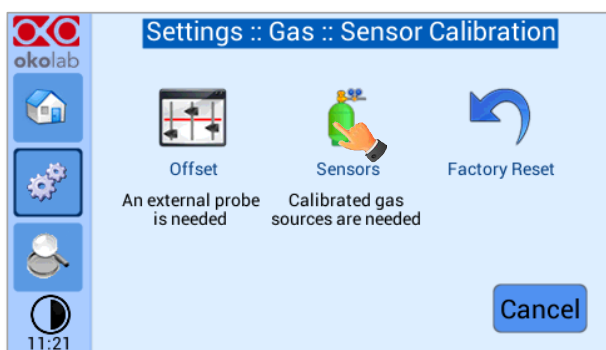 okolab
Settings :: Gas :: Sensor Calibration
Offset
An external probe
is needed
Sensors
Calibrated gas
sources are needed
Factory Reset
Cancel
11:21